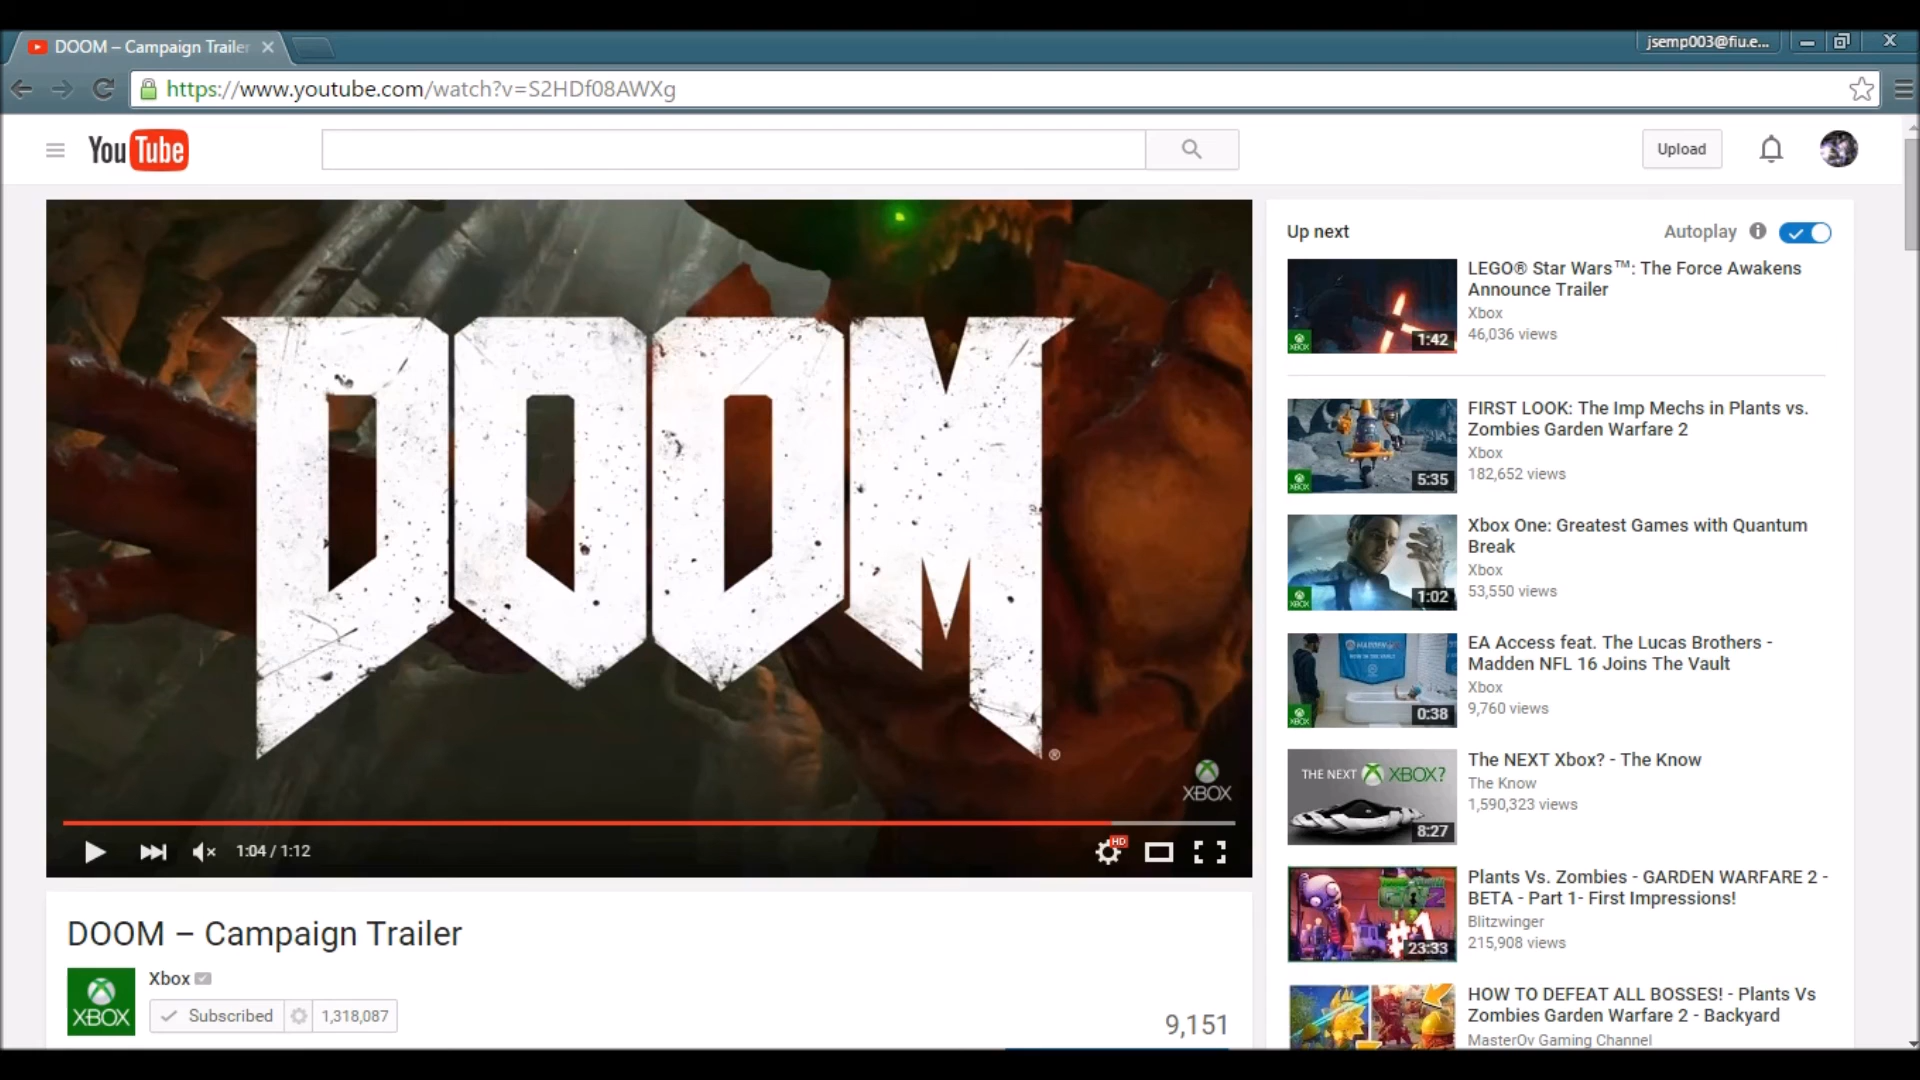 DOOM – Campaign Trailer
jsemp003@fiu.e...
https://www.youtube.com/watch?v=S2HDf08AWXg
YouTube
Upload
DOOM
®
XBOX
HD
1:04 / 1:12
DOOM – Campaign Trailer
XBOX
Xbox
Subscribed
1,318,087
9,151
Up next
Autoplay
1:42
XBOX
LEGO® Star Wars™: The Force Awakens
Announce Trailer
Xbox
46,036 views
5:35
XBOX
FIRST LOOK: The Imp Mechs in Plants vs.
Zombies Garden Warfare 2
Xbox
182,652 views
1:02
XBOX
Xbox One: Greatest Games with Quantum
Break
Xbox
53,550 views
0:38
XBOX
EA Access feat. The Lucas Brothers -
Madden NFL 16 Joins The Vault
Xbox
9,760 views
THE NEXT XBOX?
8:27
The NEXT Xbox? - The Know
The Know
1,590,323 views
#1
23:33
Plants Vs. Zombies - GARDEN WARFARE 2 -
BETA - Part 1- First Impressions!
Blitzwinger
215,908 views
HOW TO DEFEAT ALL BOSSES! - Plants Vs
Zombies Garden Warfare 2 - Backyard
MasterOv Gaming Channel